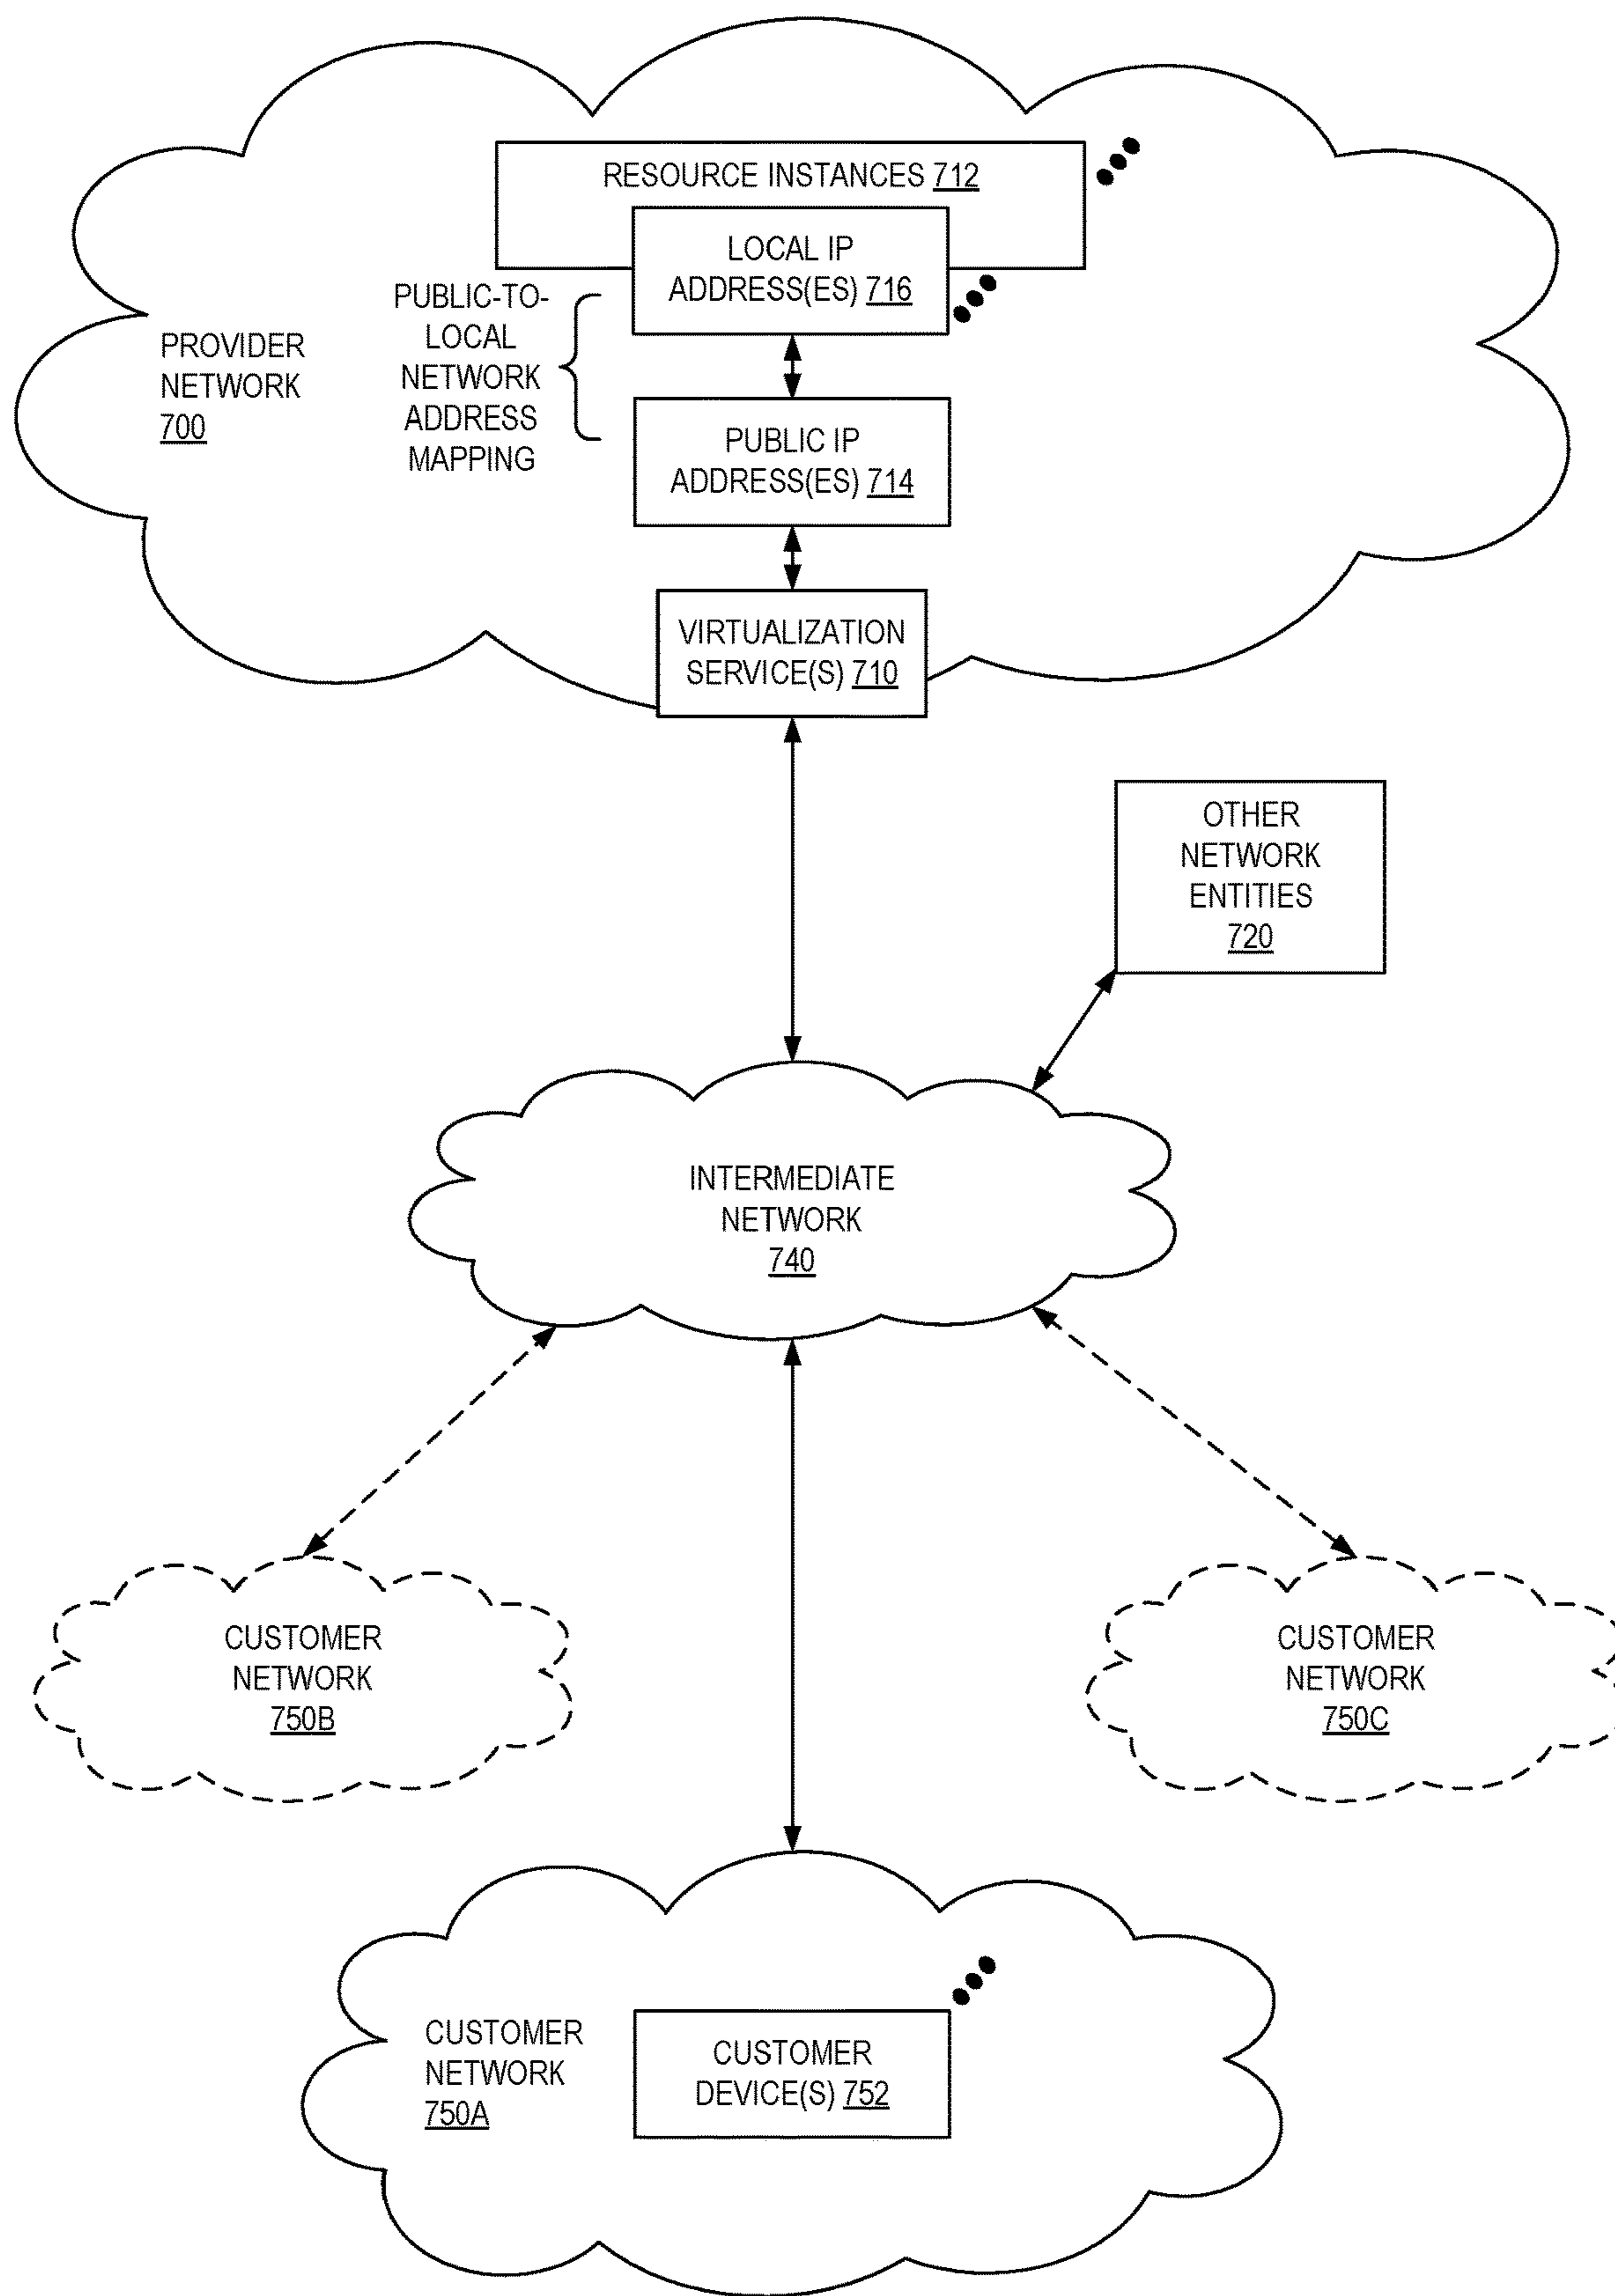 RESOURCE INSTANCES 712
LOCAL IP
ADDRESS(ES) 716
PUBLIC-TO-
LOCAL
NETWORK
ADDRESS
MAPPING
PROVIDER
NETWORK
700
PUBLIC IP
ADDRESS(ES) 714
VIRTUALIZATION
SERVICE(S) 710
OTHER
NETWORK
ENTITIES
720
INTERMEDIATE
NETWORK
740
CUSTOMER
NETWORK
750B
CUSTOMER
NETWORK
750C
CUSTOMER
NETWORK
750A
CUSTOMER
DEVICE(S) 752